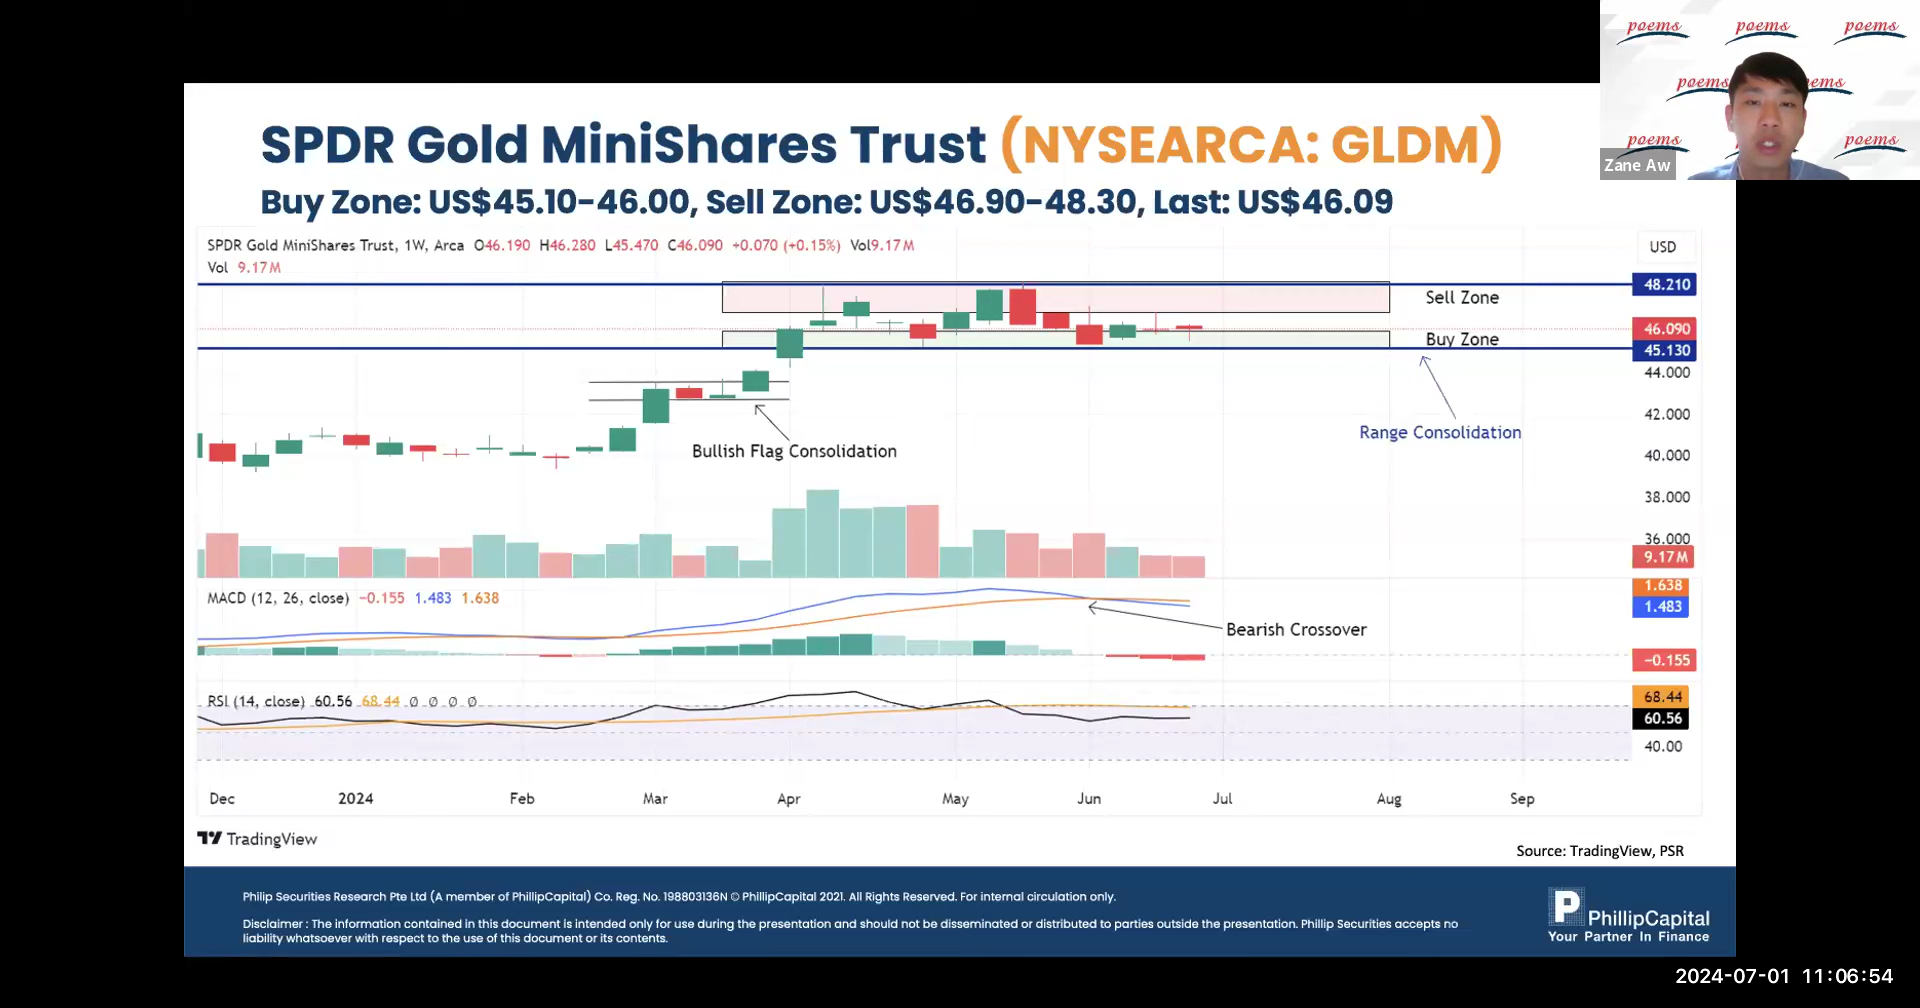 poems poems poems
poems poems
poems poems
Zane Aw
SPDR Gold MiniShares Trust (NYSEARCA: GLDM)
Buy Zone: US$45.10-46.00, Sell Zone: US$46.90-48.30, Last: US$46.09
SPDR Gold MiniShares Trust, 1W, Arca O46.190 H46.280 L45.470 C46.090 +0.070 (+0.15%) Vol9.17M
USD
Vol 9.17M
48.210
Sell Zone
46.090
Buy Zone
45.130
44.000
42.000
Range Consolidation
Bullish Flag Consolidation
40.000
38.000
36.000
9.17M
MACD (12, 26, close) −0.155 1.483 1.638
1.638
1.483
Bearish Crossover
−0.155
RSI (14, close) 60.56 68.44 Ø Ø Ø Ø
68.44
60.56
40.00
Dec 2024 Feb Mar Apr May Jun Jul Aug Sep
TradingView
Source: TradingView, PSR
Philip Securities Research Pte Ltd (A member of PhillipCapital) Co. Reg. No. 198803136N © PhillipCapital 2021. All Rights Reserved. For internal circulation only.
Disclaimer : The information contained in this document is intended only for use during the presentation and should not be disseminated or distributed to parties outside the presentation. Phillip Securities accepts no
liability whatsoever with respect to the use of this document or its contents.
PhillipCapital
Your Partner In Finance
2024-07-01 11:06:54